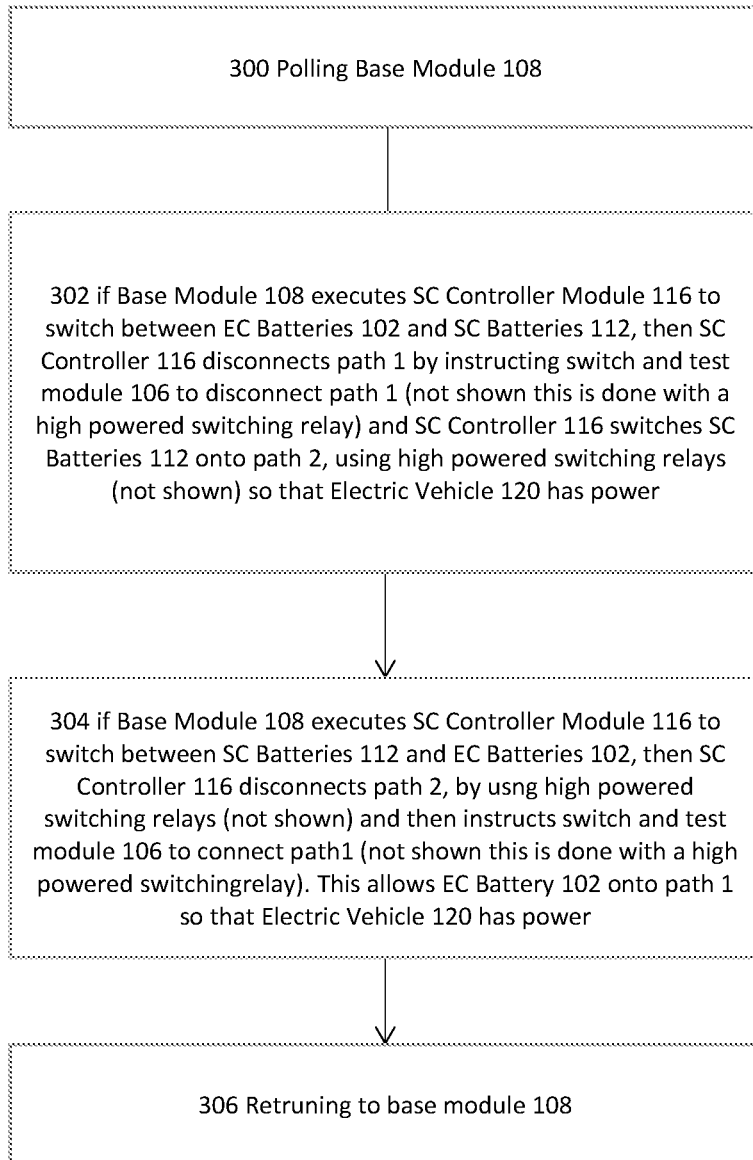 300 Polling Base Module 108
302 if Base Module 108 executes SC Controller Module 116 to
switch between EC Batteries 102 and SC Batteries 112, then SC
Controller 116 disconnects path 1 by instructing switch and test
module 106 to disconnect path 1 (not shown this is done with a
high powered switching relay) and SC Controller 116 switches SC
Batteries 112 onto path 2, using high powered switching relays
(not shown) so that Electric Vehicle 120 has power
304 if Base Module 108 executes SC Controller Module 116 to
switch between SC Batteries 112 and EC Batteries 102, then SC
Controller 116 disconnects path 2, by usng high powered
switching relays (not shown) and then instructs switch and test
module 106 to connect path1 (not shown this is done with a high
powered switchingrelay). This allows EC Battery 102 onto path 1
so that Electric Vehicle 120 has power
306 Retruning to base module 108